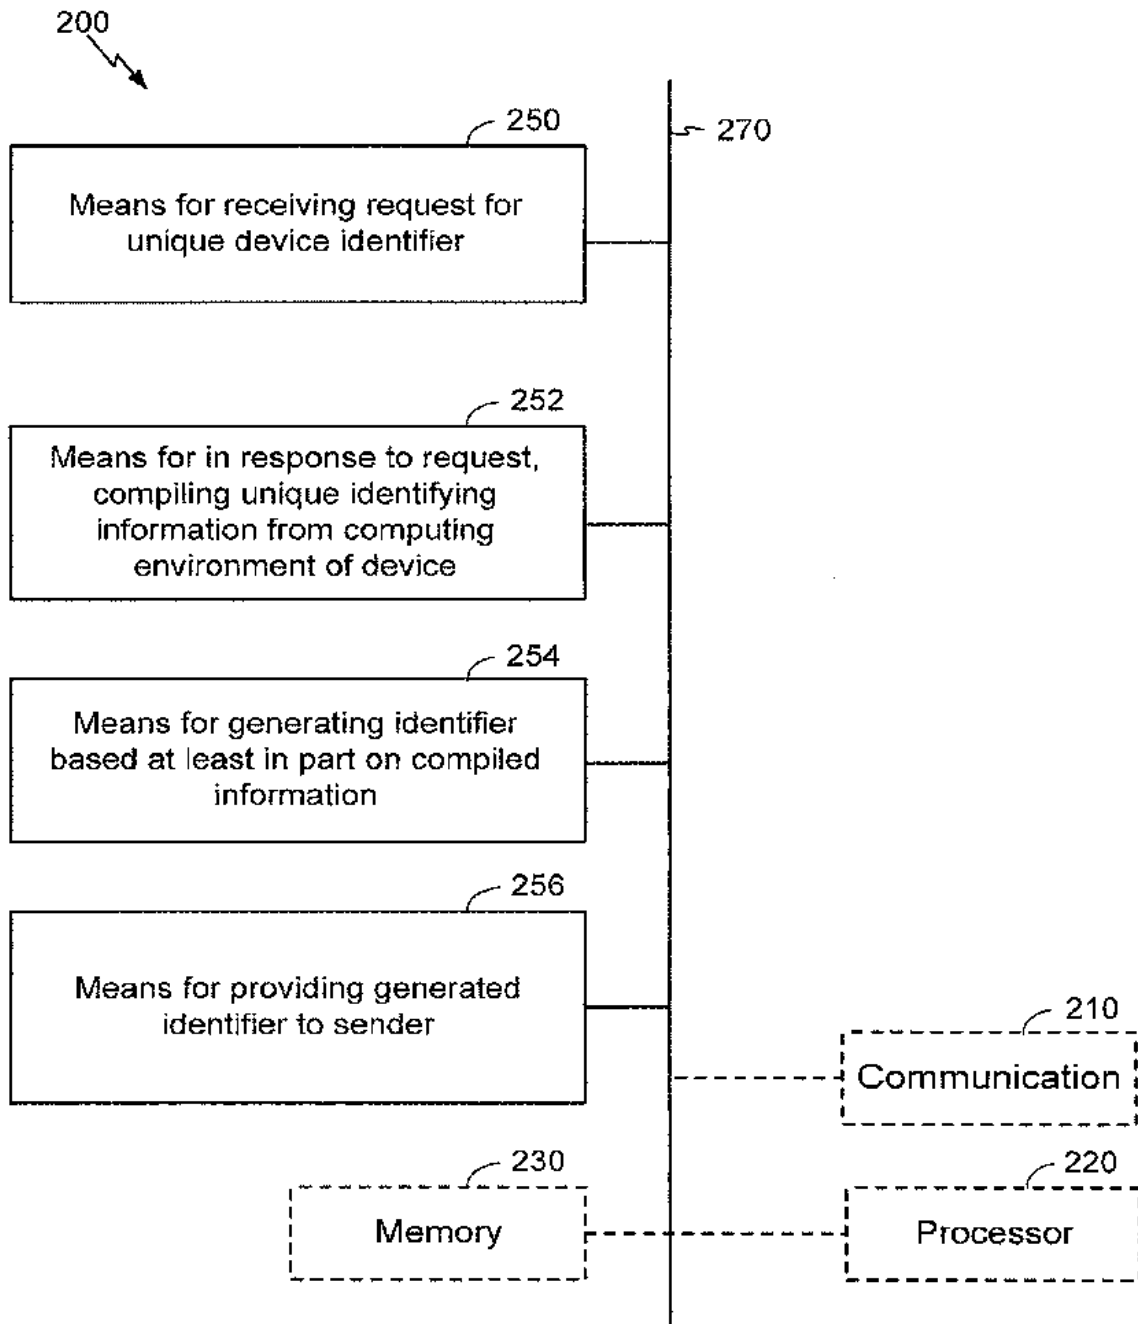 200
250
270
Means for receiving request for
unique device identifier
252
Means for in response to request,
compiling unique identifying
information from computing
environment of device
254
Means for generating identifier
based at least in part on compiled
information
256
Means for providing generated
identifier to sender
210
Communication
230
Memory
220
Processor